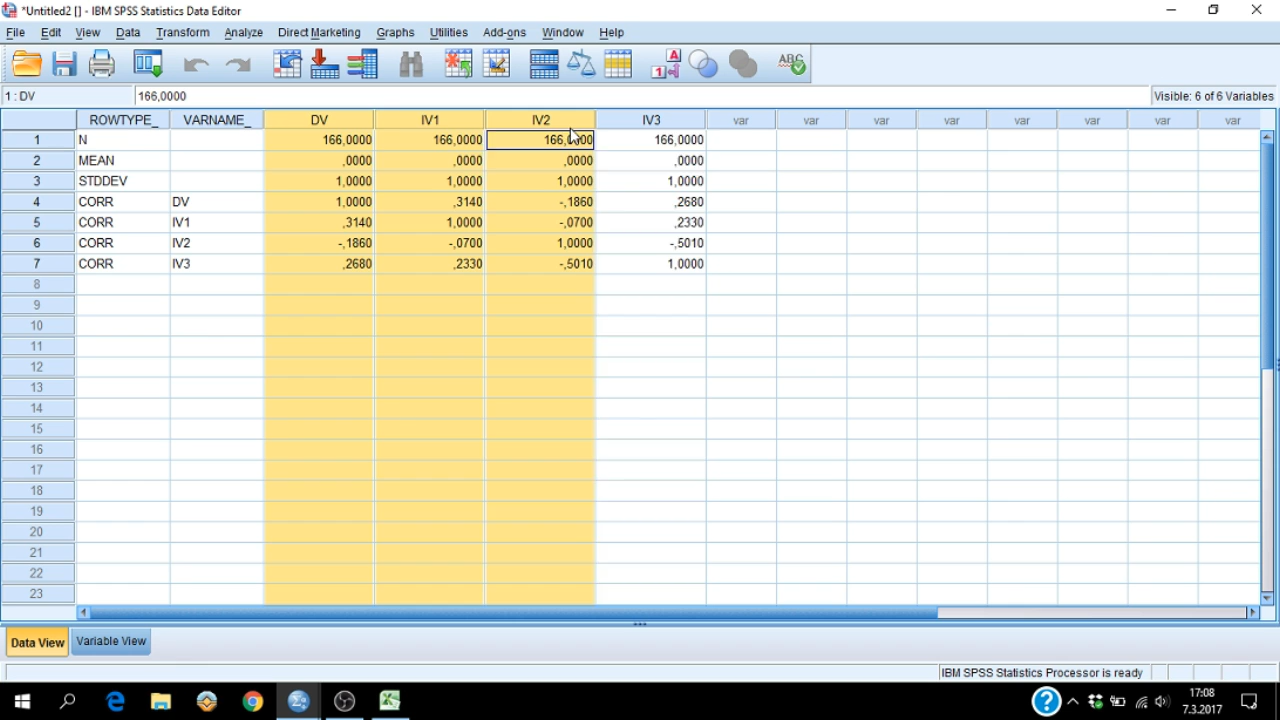 *Untitled2 [] - IBM SPSS Statistics Data Editor
File Edit View Data Transform Analyze Direct Marketing Graphs Utilities Add-ons Window Help
1 : DV 166,0000 Visible: 6 of 6 Variables
ROWTYPE_ VARNAME_ DV IV1 IV2 IV3 var var var var var var var var
1 N 166,0000 166,0000 166,0000 166,0000
2 MEAN ,0000 ,0000 ,0000 ,0000
3 STDDEV 1,0000 1,0000 1,0000 1,0000
4 CORR DV 1,0000 ,3140 -,1860 ,2680
5 CORR IV1 ,3140 1,0000 -,0700 ,2330
6 CORR IV2 -,1860 -,0700 1,0000 -,5010
7 CORR IV3 ,2680 ,2330 -,5010 1,0000
8
9
10
11
12
13
14
15
16
17
18
19
20
21
22
23
Data View Variable View
IBM SPSS Statistics Processor is ready
17:08
7.3.2017